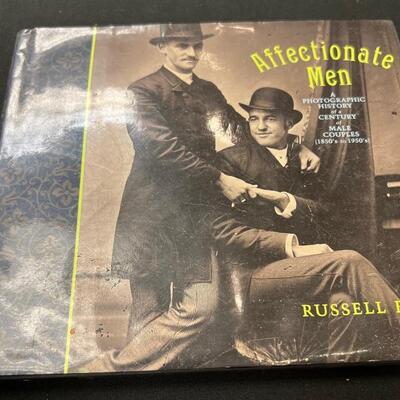 Affectionate
Men
A
PHOTOGRAPHIC
HISTORY
of a
CENTURY
of
MALE
COUPLES
(1850's to 1950's)
RUSSELL